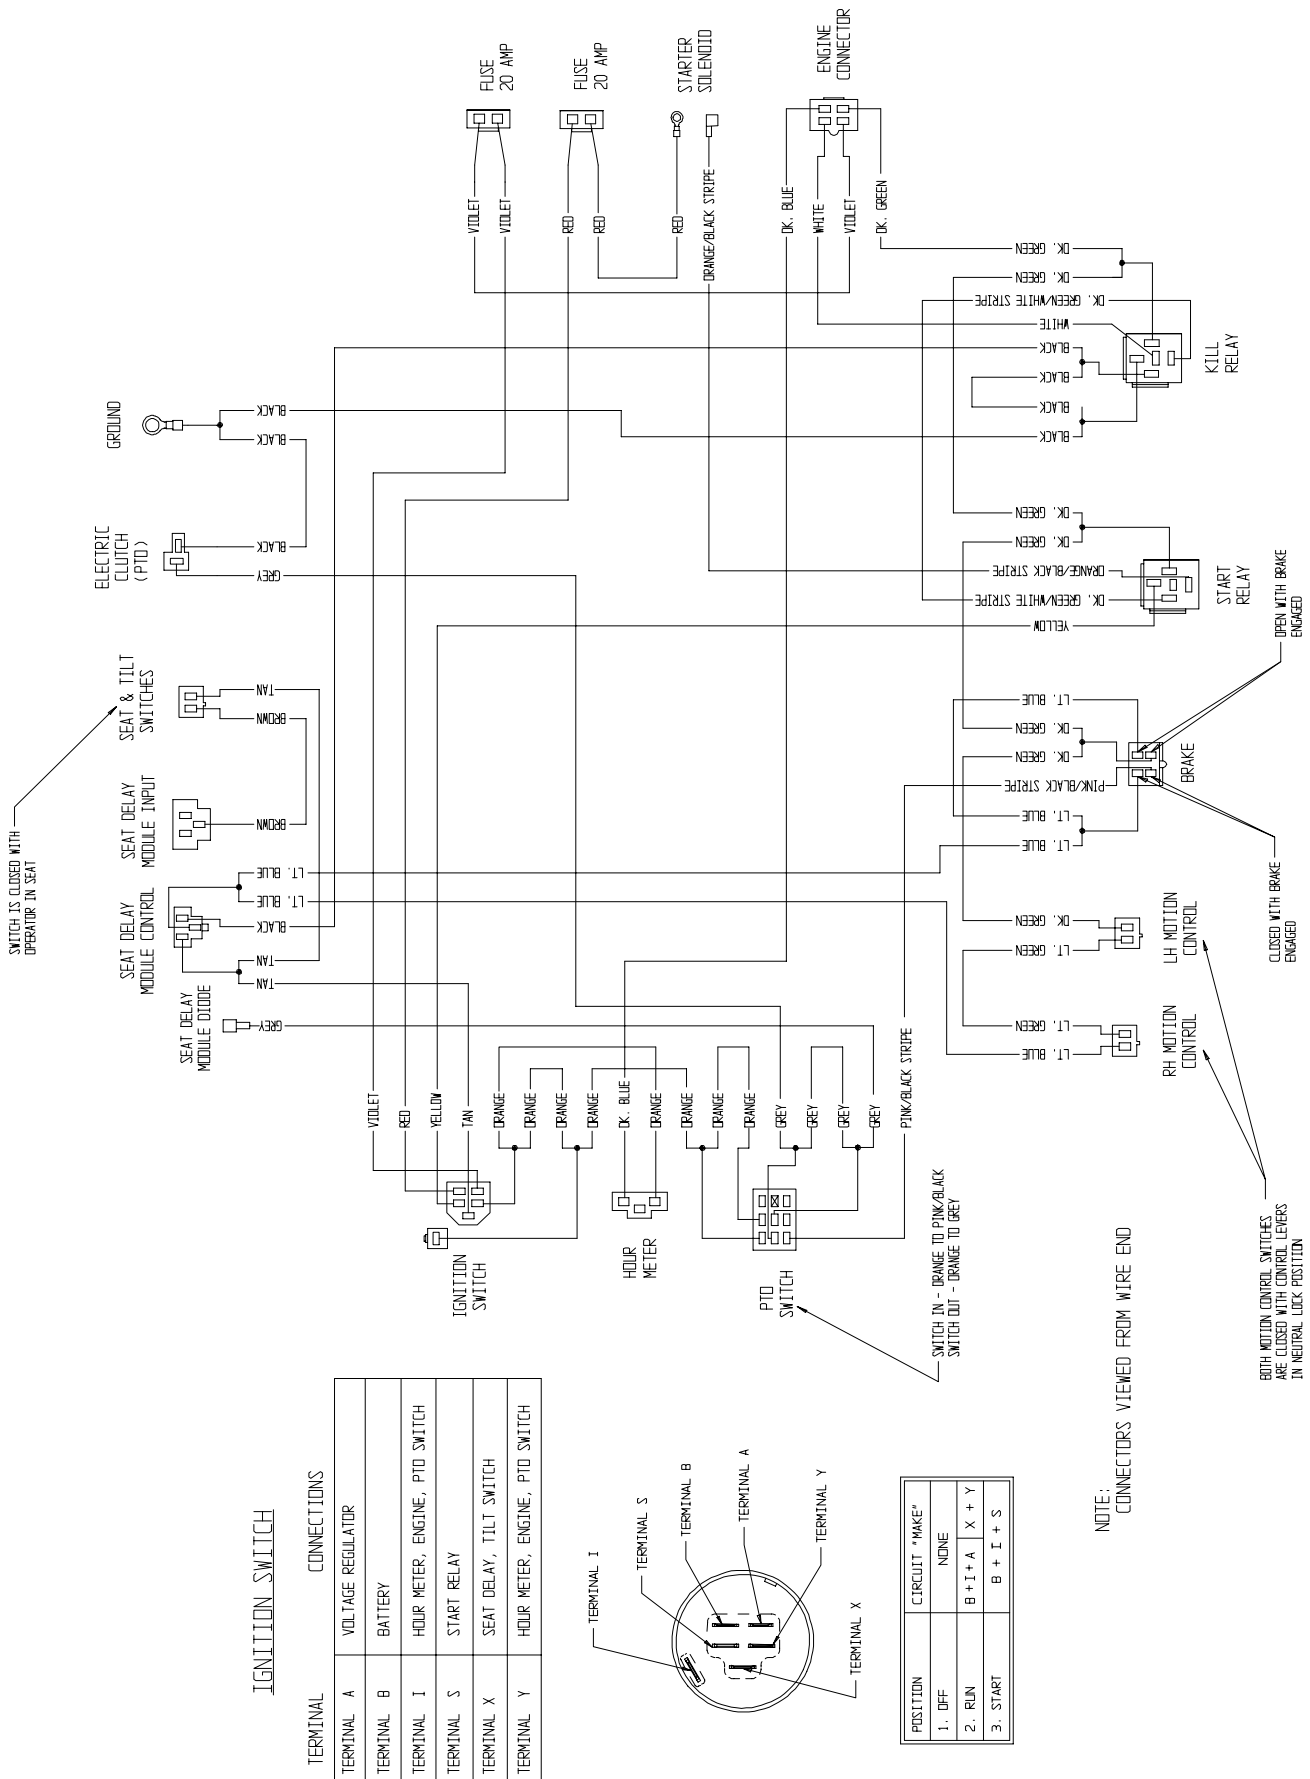 IGNITION SWITCH
TERMINAL CONNECTIONS
TERMINAL A VOLTAGE REGULATOR
TERMINAL B BATTERY
TERMINAL I HOUR METER, ENGINE, PTO SWITCH
TERMINAL S START RELAY
TERMINAL X SEAT DELAY, TILT SWITCH
TERMINAL Y HOUR METER, ENGINE, PTO SWITCH
TERMINAL I
TERMINAL S
TERMINAL B
TERMINAL A
TERMINAL Y
TERMINAL X
POSITION CIRCUIT "MAKE"
1. OFF NONE
2. RUN B+I+A X + Y
3. START B + I + S
NOTE:
CONNECTORS VIEWED FROM WIRE END
SWITCH IS CLOSED WITH
OPERATOR IN SEAT
SEAT DELAY
MODULE DIODE
SEAT DELAY
MODULE CONTROL
SEAT DELAY
MODULE INPUT
SEAT & TILT
SWITCHES
ELECTRIC
CLUTCH
(PTO)
GROUND
GREY
TAN
TAN
BLACK
LT. BLUE
LT. BLUE
BROWN
BROWN
TAN
GREY
BLACK
BLACK
BLACK
IGNITION
SWITCH
HOUR
METER
PTO
SWITCH
VIOLET
RED
YELLOW
TAN
ORANGE
ORANGE
ORANGE
ORANGE
DK. BLUE
ORANGE
ORANGE
ORANGE
ORANGE
GREY
GREY
GREY
GREY
PINK/BLACK STRIPE
SWITCH IN - ORANGE TO PINK/BLACK
SWITCH OUT - ORANGE TO GREY
FUSE
20 AMP
FUSE
20 AMP
STARTER
SOLENOID
ENGINE
CONNECTOR
VIOLET
VIOLET
RED
RED
RED
ORANGE/BLACK STRIPE
DK. BLUE
WHITE
VIOLET
DK. GREEN
DK. GREEN
DK. GREEN
DK. GREEN/WHITE STRIPE
WHITE
BLACK
BLACK
BLACK
BLACK
KILL
RELAY
DK. GREEN
DK. GREEN
ORANGE/BLACK STRIPE
DK. GREEN/WHITE STRIPE
YELLOW
START
RELAY
LT. BLUE
DK. GREEN
DK. GREEN
PINK/BLACK STRIPE
LT. BLUE
LT. BLUE
BRAKE
OPEN WITH BRAKE
ENGAGED
CLOSED WITH BRAKE
ENGAGED
DK. GREEN
LT. GREEN
LH MOTION
CONTROL
LT. GREEN
LT. BLUE
RH MOTION
CONTROL
BOTH MOTION CONTROL SWITCHES
ARE CLOSED WITH CONTROL LEVERS
IN NEUTRAL LOCK POSITION